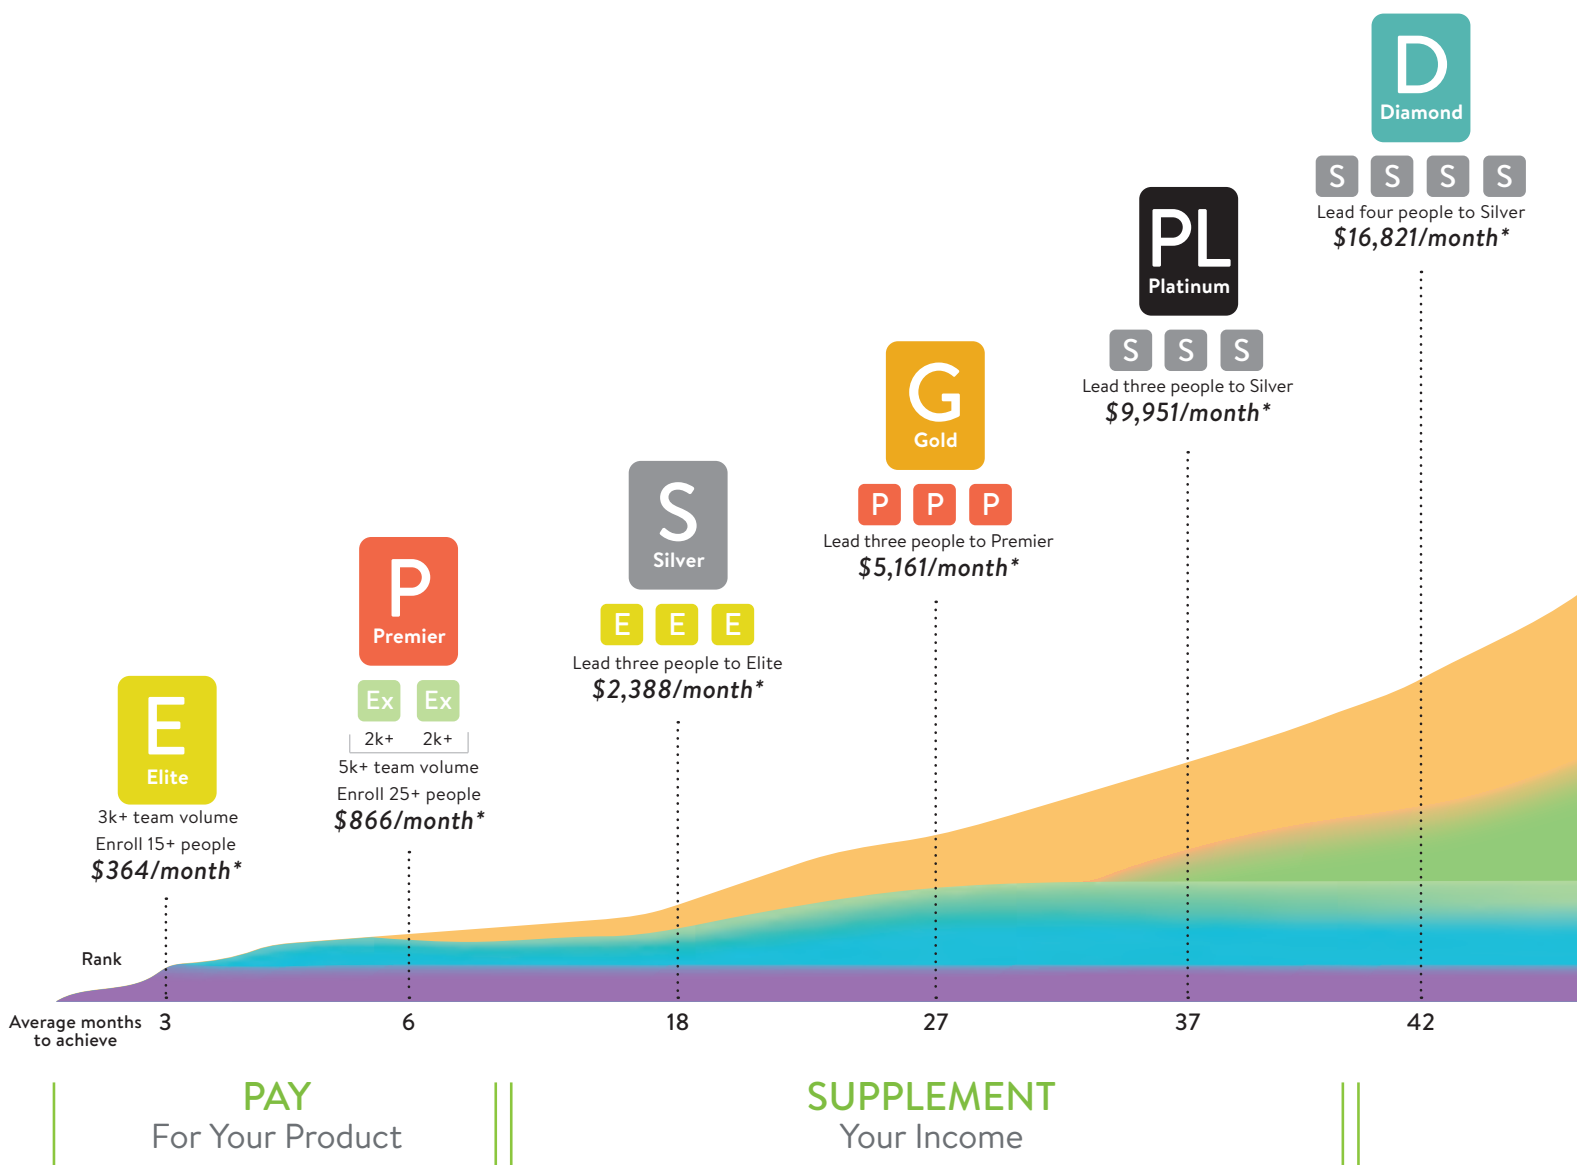 E
Elite
3k+ team volume
Enroll 15+ people
$364/month*
P
Premier
Ex Ex
2k+ 2k+
5k+ team volume
Enroll 25+ people
$866/month*
S
Silver
E E E
Lead three people to Elite
$2,388/month*
G
Gold
P P P
Lead three people to Premier
$5,161/month*
PL
Platinum
S S S
Lead three people to Silver
$9,951/month*
D
Diamond
S S S S
Lead four people to Silver
$16,821/month*
Rank
Average months
to achieve
3 6 18 27 37 42
PAY
For Your Product
SUPPLEMENT
Your Income